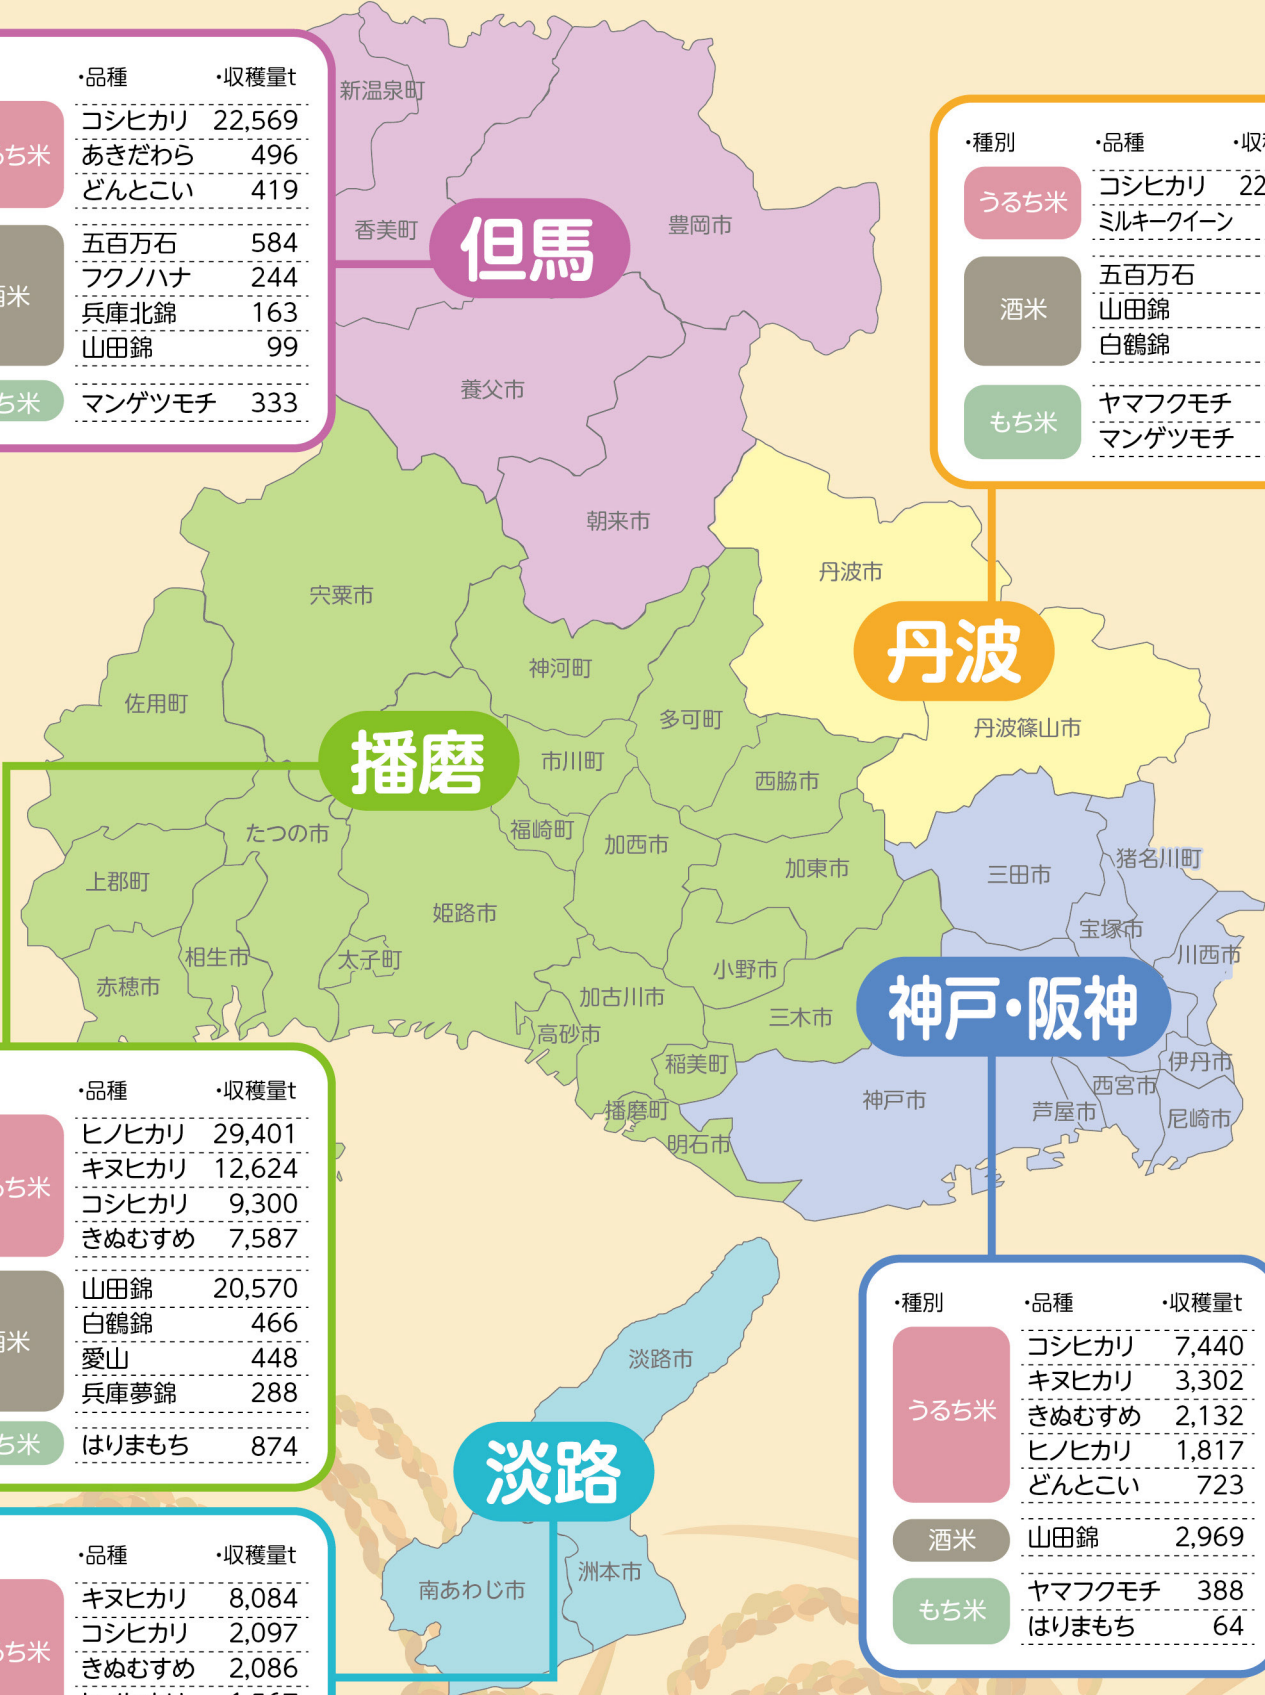 ・品種 ・収穫量t
ち米
コシヒカリ 22,569
あきだわら 496
どんとこい 419
米
五百万石 584
フクノハナ 244
兵庫北錦 163
山田錦 99
ち米 マンゲツモチ 333
・種別 ・品種 ・収
うるち米
コシヒカリ 22
ミルキークイーン
酒米
五百万石
山田錦
白鶴錦
もち米
ヤマフクモチ
マンゲツモチ
新温泉町
香美町
但馬
豊岡市
養父市
朝来市
丹波市
丹波
丹波篠山市
宍粟市
神河町
佐用町
多可町
播磨
市川町
西脇市
たつの市
福崎町
加西市
加東市
上郡町
姫路市
相生市
太子町
赤穂市
小野市
加古川市
三木市
高砂市
稲美町
播磨町
明石市
三田市
猪名川町
宝塚市
川西市
神戸・阪神
伊丹市
西宮市
神戸市
芦屋市
尼崎市
・品種 ・収穫量t
ち米
ヒノヒカリ 29,401
キヌヒカリ 12,624
コシヒカリ 9,300
きぬむすめ 7,587
米
山田錦 20,570
白鶴錦 466
愛山 448
兵庫夢錦 288
ち米 はりまもち 874
・種別 ・品種 ・収穫量t
うるち米
コシヒカリ 7,440
キヌヒカリ 3,302
きぬむすめ 2,132
ヒノヒカリ 1,817
どんとこい 723
酒米 山田錦 2,969
もち米
ヤマフクモチ 388
はりまもち 64
淡路市
淡路
南あわじ市
洲本市
・品種 ・収穫量t
ち米
キヌヒカリ 8,084
コシヒカリ 2,097
きぬむすめ 2,086